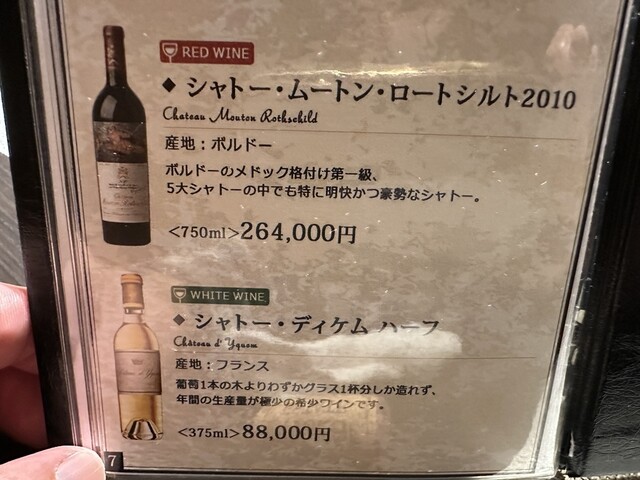 RED WINE
◆ シャトー・ムートン・ロートシルト2010
Chateau Mouton Rothschild
産地：ボルドー
ボルドーのメドック格付け第一級、
5大シャトーの中でも特に明快かつ豪勢なシャトー。
<750ml>264,000円
WHITE WINE
◆ シャトー・ディケム ハーフ
Château d'Yquem
産地：フランス
葡萄1本の木よりわずかグラス1杯分しか造れず、
年間の生産量が極少の希少ワインです。
<375ml>88,000円
7